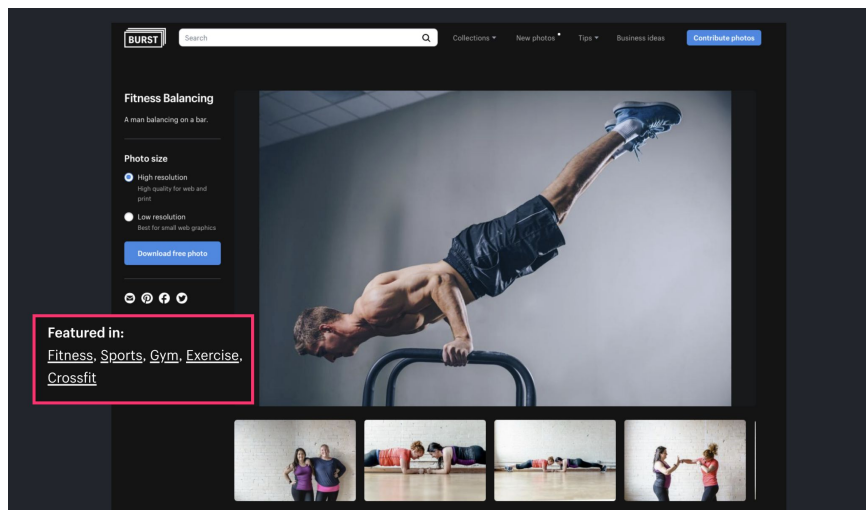 BURST
Search
Collections
New photos
Tips
Business ideas
Contribute photos
Fitness Balancing
A man balancing on a bar.
Photo size
High resolution
High quality for web and
print
Low resolution
Best for small web graphics
Download free photo
Featured in:
Fitness, Sports, Gym, Exercise,
Crossfit